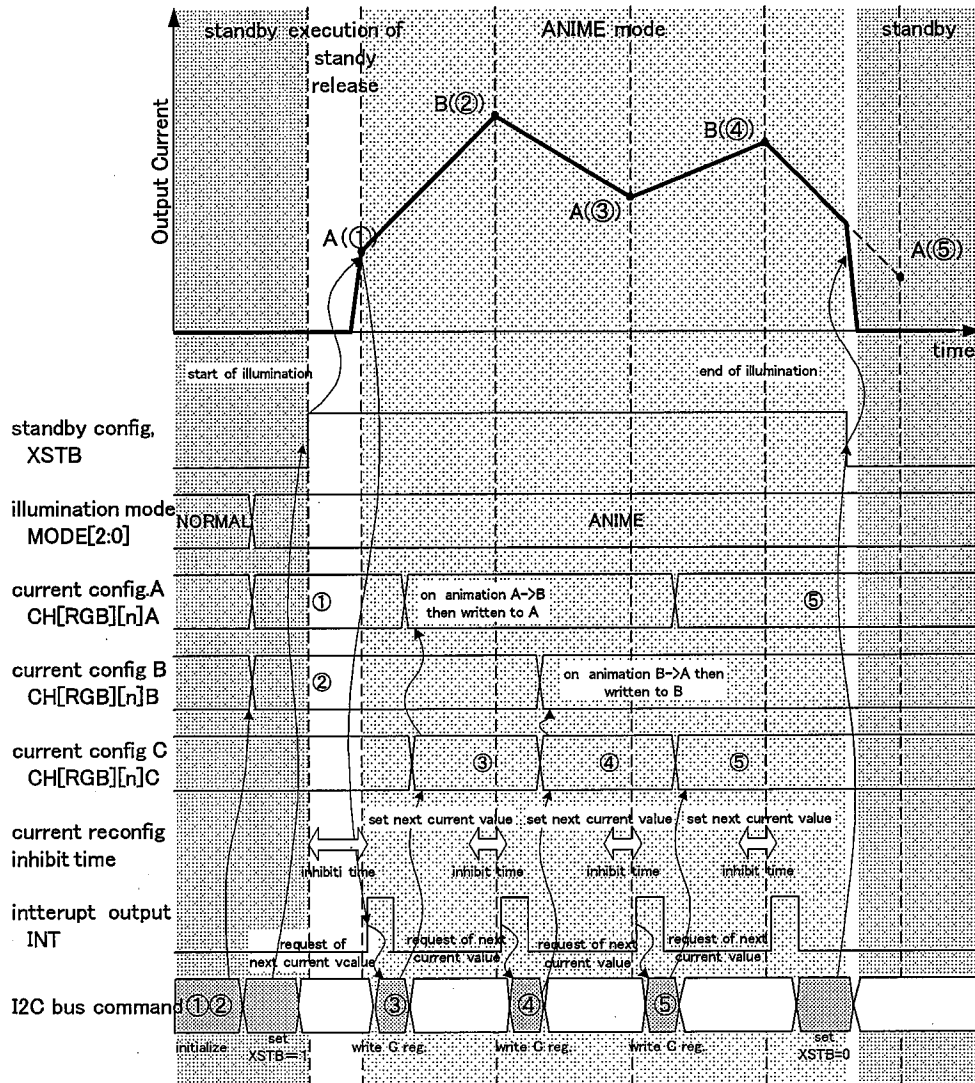 standby execution of
standy
release
ANIME mode
standby
Output Current
B(②)
B(④)
A(③)
A(①)
A(⑤)
time
start of illumination
end of illumination
standby config,
XSTB
illumination mode
MODE[2:0]
NORMAL
ANIME
current config.A
CH[RGB][n]A
①
on animation A->B
then written to A
⑤
current config B
CH[RGB][n]B
②
on animation B->A then
written to B
current config C
CH[RGB][n]C
③
④
⑤
current reconfig
inhibit time
set next current value
set next current value
set next current value
inhibiti time
inhibit time
inhibit time
inhibit time
intterupt output
INT
request of
next current vcalue
request of next
current value
request of next
current value
request of next
current value
I2C bus command
①②
③
④
⑤
initialize
set
XSTB=1
write C reg.
write C reg.
write C reg.
set
XSTB=0